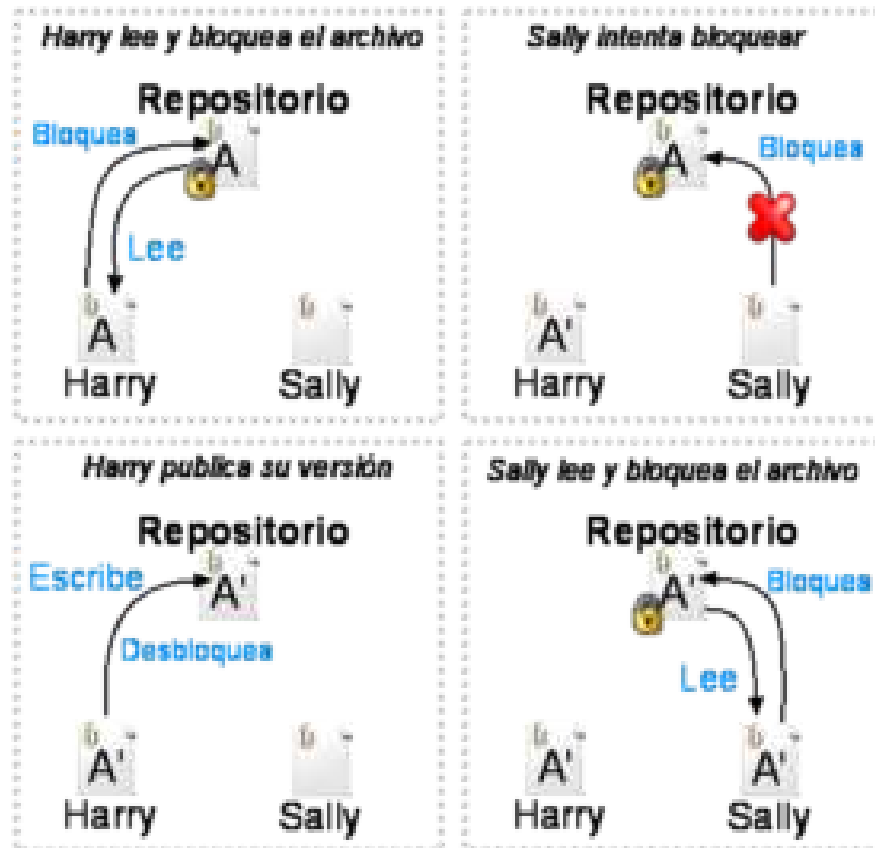 Harry lee y bloquea el archivo
Repositorio
Bloquea
A
Lee
A
Harry
Sally
Sally intenta bloquear
Repositorio
A
Bloquea
A'
Harry
Sally
Harry publica su versión
Repositorio
Escribe
A'
Desbloquea
A'
Harry
Sally
Sally lee y bloquea el archivo
Repositorio
A'
Bloquea
Lee
A'
A'
Harry
Sally